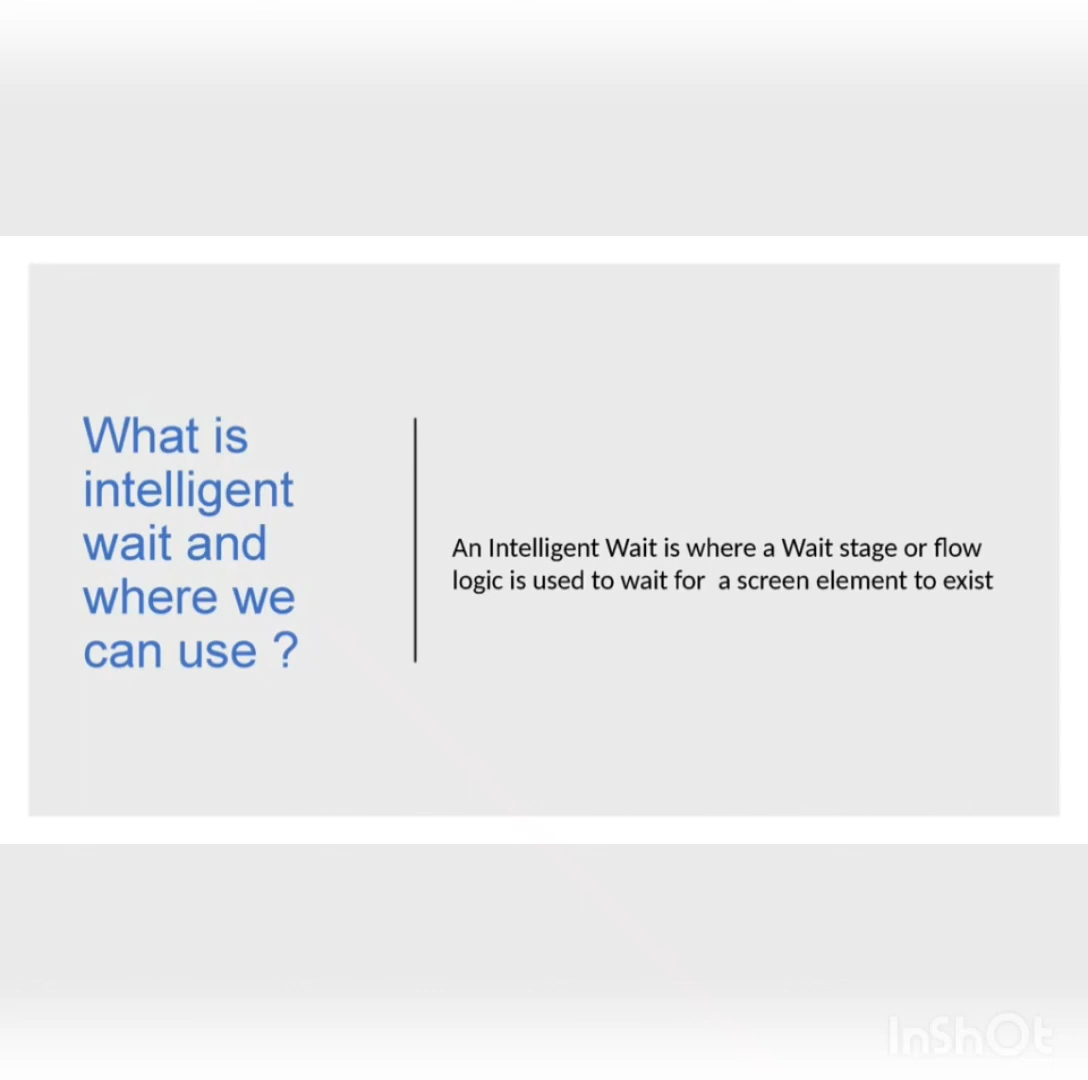 What is
intelligent
wait and
where we
can use ?
An Intelligent Wait is where a Wait stage or flow
logic is used to wait for  a screen element to exist
InShOt